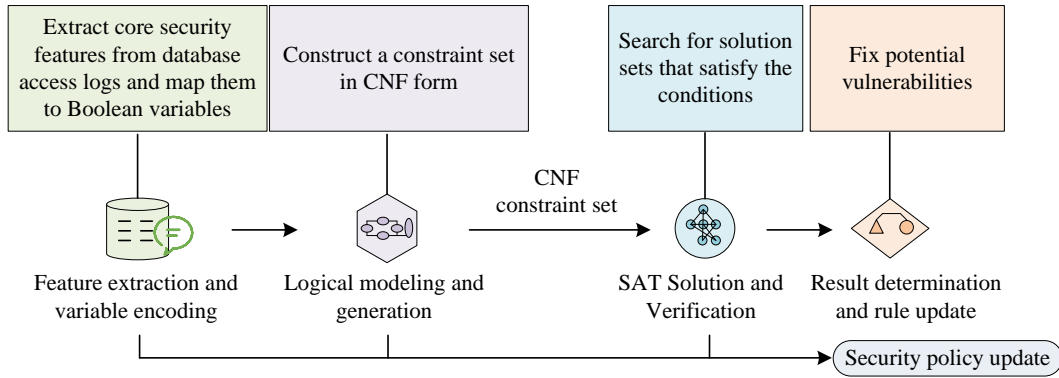 Extract core security
features from database
access logs and map them
to Boolean variables
Construct a constraint set
in CNF form
Search for solution
sets that satisfy the
conditions
Fix potential
vulnerabilities
CNF
constraint set
Feature extraction and
variable encoding
Logical modeling and
generation
SAT Solution and
Verification
Result determination
and rule update
Security policy update